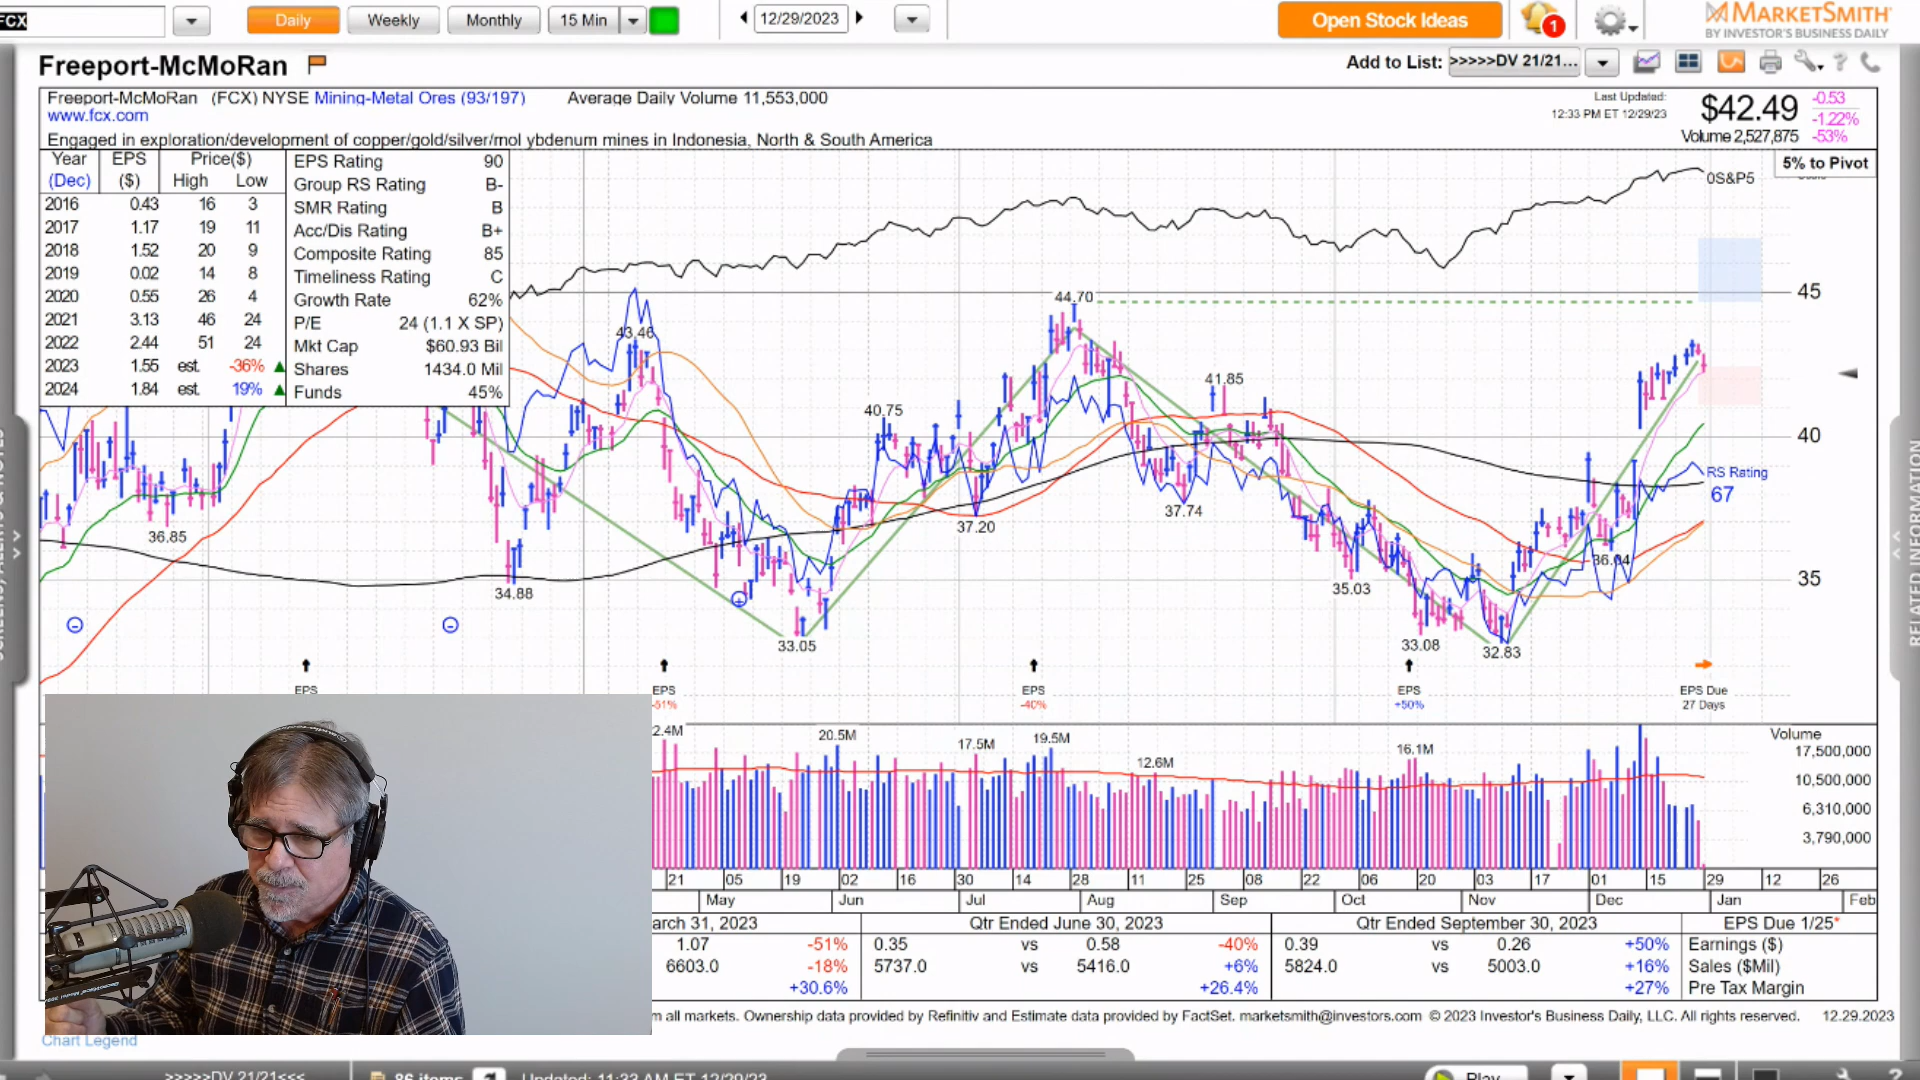 FCX
Daily
Weekly
Monthly
15 Min
12/29/2023
Open Stock Ideas
1
MARKETSMITH
BY INVESTOR'S BUSINESS DAILY
Freeport-McMoRan
Add to List:
>>>>>DV 21/21...
Freeport-McMoRan (FCX) NYSE Mining-Metal Ores (93/197) Average Daily Volume 11,553,000
www.fcx.com
Engaged in exploration/development of copper/gold/silver/mol ybdenum mines in Indonesia, North & South America
Last Updated:
12:33 PM ET 12/29/23
$42.49
-0.53
-1.22%
Volume 2,527,875 -53%
5% to Pivot
Year EPS Price($)
(Dec) ($) High Low
2016 0.43 16 3
2017 1.17 19 11
2018 1.52 20 9
2019 0.02 14 8
2020 0.55 26 4
2021 3.13 46 24
2022 2.44 51 24
2023 1.55 est. -36%
2024 1.84 est. 19%
EPS Rating 90
Group RS Rating B-
SMR Rating B
Acc/Dis Rating B+
Composite Rating 85
Timeliness Rating C
Growth Rate 62%
P/E 24 (1.1 X SP)
Mkt Cap $60.93 Bil
Shares 1434.0 Mil
Funds 45%
0S&P5
45
40
35
44.70
43.46
41.85
40.75
37.74
37.20
36.85
36.04
35.03
34.88
33.08
33.05
32.83
RS Rating
67
EPS
EPS
-51%
EPS
-40%
EPS
+50%
EPS Due
27 Days
2.4M
20.5M
17.5M
19.5M
12.6M
16.1M
Volume
17,500,000
10,500,000
6,310,000
3,790,000
21 05 19 02 16 30 14 28 11 25 08 22 06 20 03 17 01 15 29 12 26
May Jun Jul Aug Sep Oct Nov Dec Jan Feb
arch 31, 2023 Qtr Ended June 30, 2023 Qtr Ended September 30, 2023 EPS Due 1/25*
1.07 -51% 0.35 vs 0.58 -40% 0.39 vs 0.26 +50% Earnings ($)
6603.0 -18% 5737.0 vs 5416.0 +6% 5824.0 vs 5003.0 +16% Sales ($Mil)
+30.6% +26.4% +27% Pre Tax Margin
m all markets. Ownership data provided by Refinitiv and Estimate data provided by FactSet. marketsmith@investors.com © 2023 Investor's Business Daily, LLC. All rights reserved. 12.29.2023
Chart Legend
RELATED INFORMATION
>>>>>DV 21/21<<<
86 items
Updated: 11:33 AM ET 12/29/23
Play